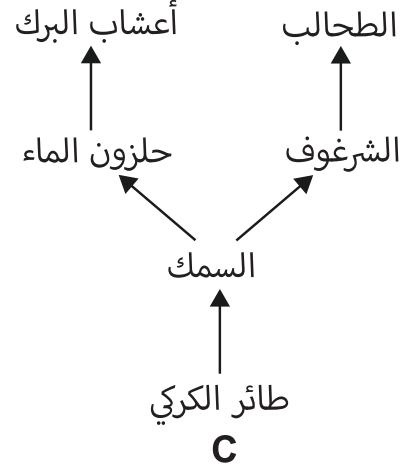 الطحالب
أعشاب البرك
الشرغوف
حلزون الماء
السمك
طائر الكركي
C